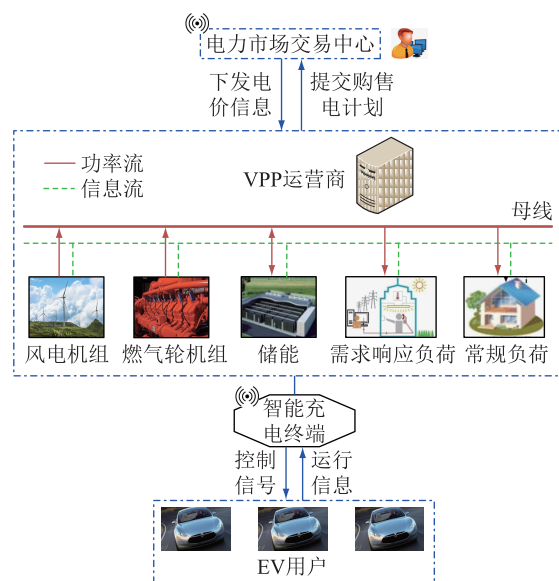 电力市场交易中心
下发电
价信息
提交购售
电计划
功率流
信息流
VPP运营商
母线
风电机组
燃气轮机组
储能
需求响应负荷
常规负荷
智能充
电终端
控制
信号
运行
信息
EV用户